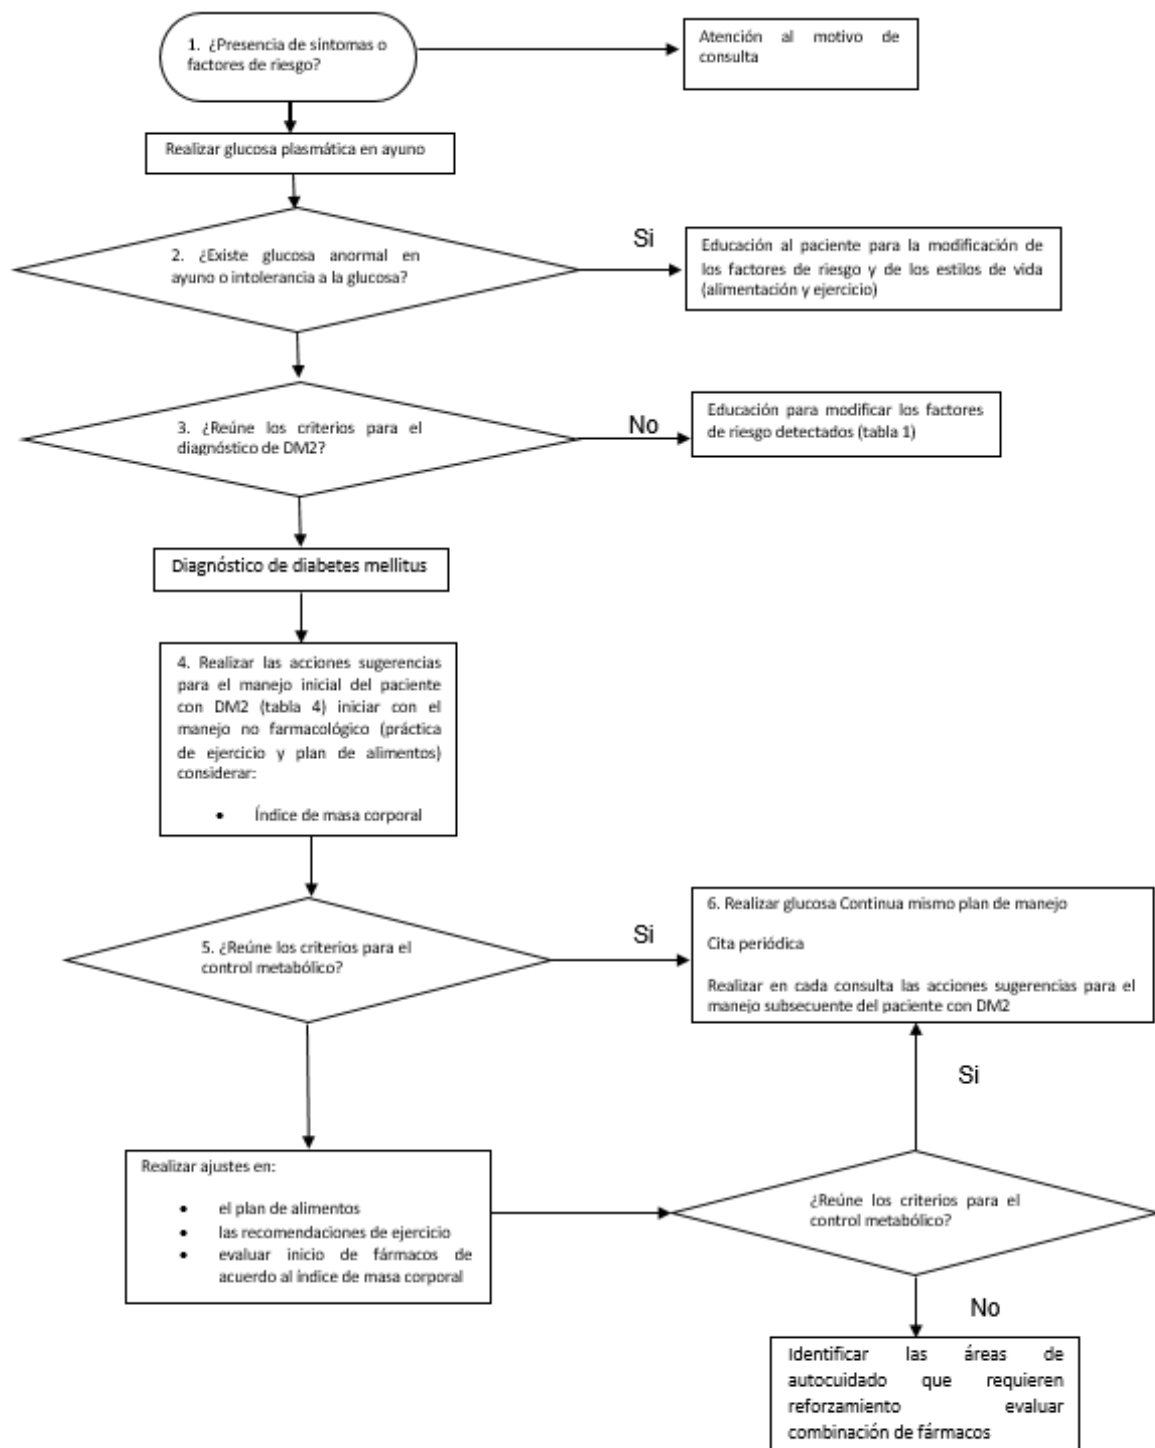 1. ¿Presencia de síntomas o
factores de riesgo?
Atención al motivo de
consulta
Realizar glucosa plasmática en ayuno
2. ¿Existe glucosa anormal en
ayuno o intolerancia a la glucosa?
Si
Educación al paciente para la modificación de
los factores de riesgo y de los estilos de vida
(alimentación y ejercicio)
3. ¿Reúne los criterios para el
diagnóstico de DM2?
No
Educación para modificar los factores
de riesgo detectados (tabla 1)
Diagnóstico de diabetes mellitus
4. Realizar las acciones sugerencias
para el manejo inicial del paciente
con DM2 (tabla 4) iniciar con el
manejo no farmacológico (práctica
de ejercicio y plan de alimentos)
considerar:
• Índice de masa corporal
5. ¿Reúne los criterios para el
control metabólico?
Si
6. Realizar glucosa Continua mismo plan de manejo
Cita periódica
Realizar en cada consulta las acciones sugerencias para el
manejo subsecuente del paciente con DM2
Si
Realizar ajustes en:
• el plan de alimentos
• las recomendaciones de ejercicio
• evaluar inicio de fármacos de
acuerdo al índice de masa corporal
¿Reúne los criterios para el
control metabólico?
No
Identificar las áreas de
autocuidado que requieren
reforzamiento evaluar
combinación de fármacos